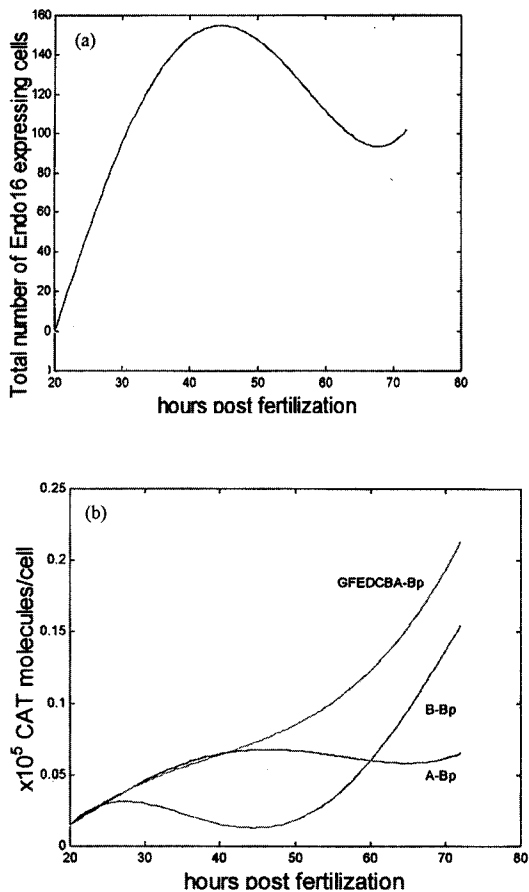 (a)
Total number of Endo16 expressing cells
160
140
120
100
80
60
40
20
0
20 30 40 50 60 70 80
hours post fertilization
(b)
x10⁵ CAT molecules/cell
0.25
0.2
0.15
0.1
0.05
0
GFEDCBA-Bp
B-Bp
A-Bp
20 30 40 50 60 70 80
hours post fertilization